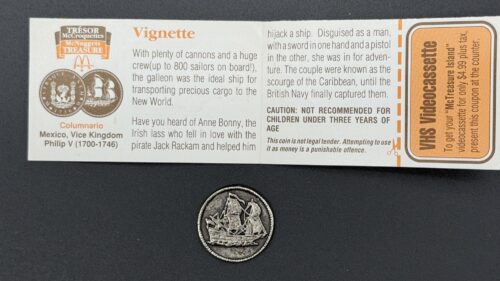 TRÉSOR
McCroquettes
McNuggets
TREASURE
Columnario
Mexico, Vice Kingdom
Philip V (1700-1746)
Vignette
With plenty of cannons and a huge
crew(up to 800 sailors on board!),
the galleon was the ideal ship for
transporting precious cargo to the
New World.
Have you heard of Anne Bonny, the
Irish lass who fell in love with the
pirate Jack Rackam and helped him
hijack a ship. Disguised as a man,
with a sword in one hand and a pistol
in the other, she was in for adven-
ture. The couple were known as the
scourge of the Caribbean, until the
British Navy finally captured them.
CAUTION: NOT RECOMMENDED FOR
CHILDREN UNDER THREE YEARS OF
AGE
This coin is not legal tender. Attempting to use
it as money is a punishable offence.
VHS Videocassette
To get your "McTreasure Island"
videocassette for only $4.99 plus tax,
present this coupon at the counter.